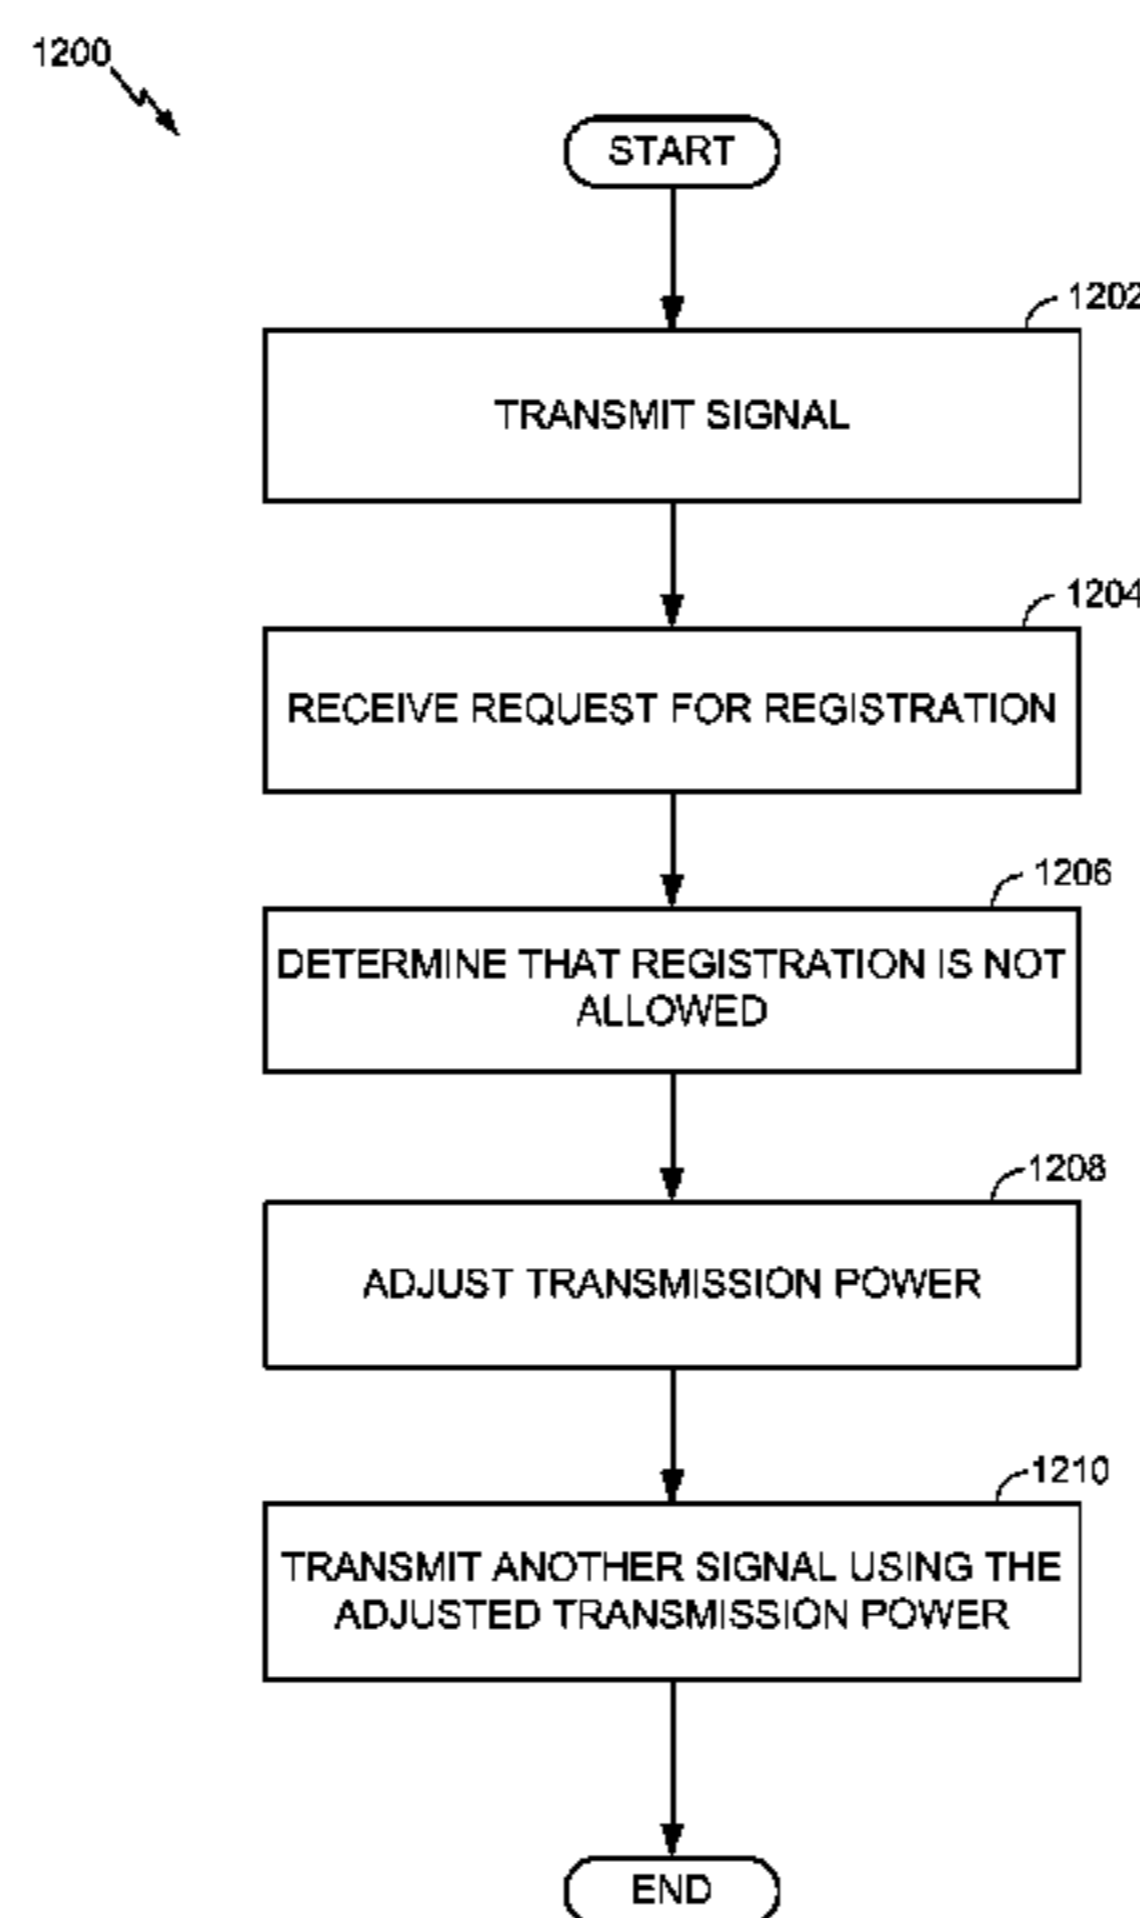 1200
START
1202
TRANSMIT SIGNAL
1204
RECEIVE REQUEST FOR REGISTRATION
1206
DETERMINE THAT REGISTRATION IS NOT
ALLOWED
1208
ADJUST TRANSMISSION POWER
1210
TRANSMIT ANOTHER SIGNAL USING THE
ADJUSTED TRANSMISSION POWER
END